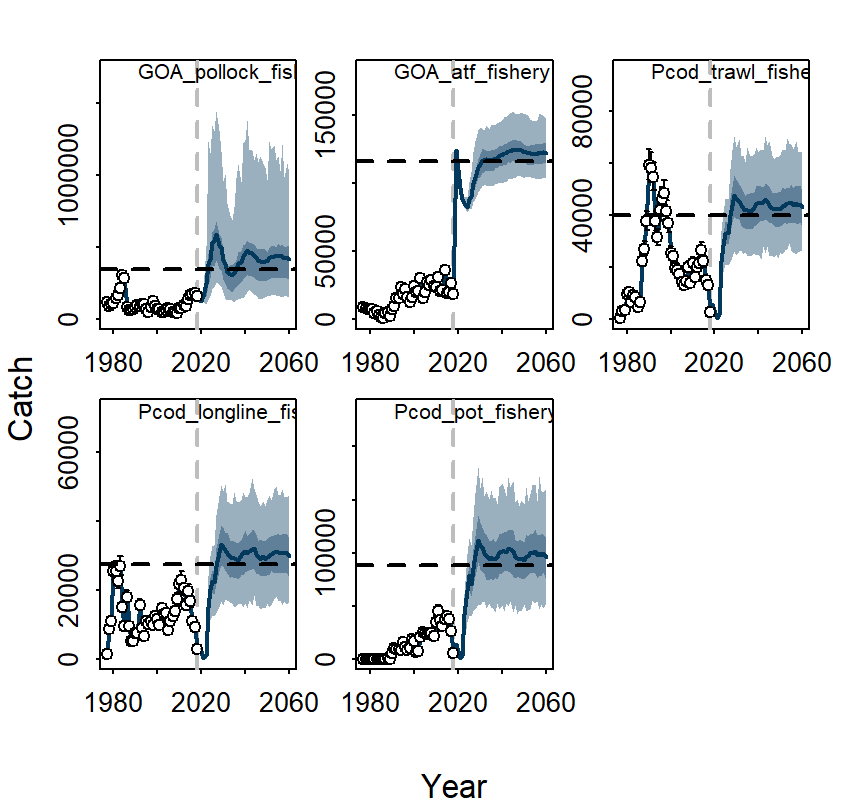 GOA_pollock_fish
GOA_atf_fishery
Pcod_trawl_fishe
0
1000000
0
50000
150000
0
40000
80000
1980 2020 2060
1980 2020 2060
1980 2020 2060
Catch
Pcod_longline_fis
Pcod_pot_fishery
0
20000
60000
0
100000
1980 2020 2060
1980 2020 2060
Year